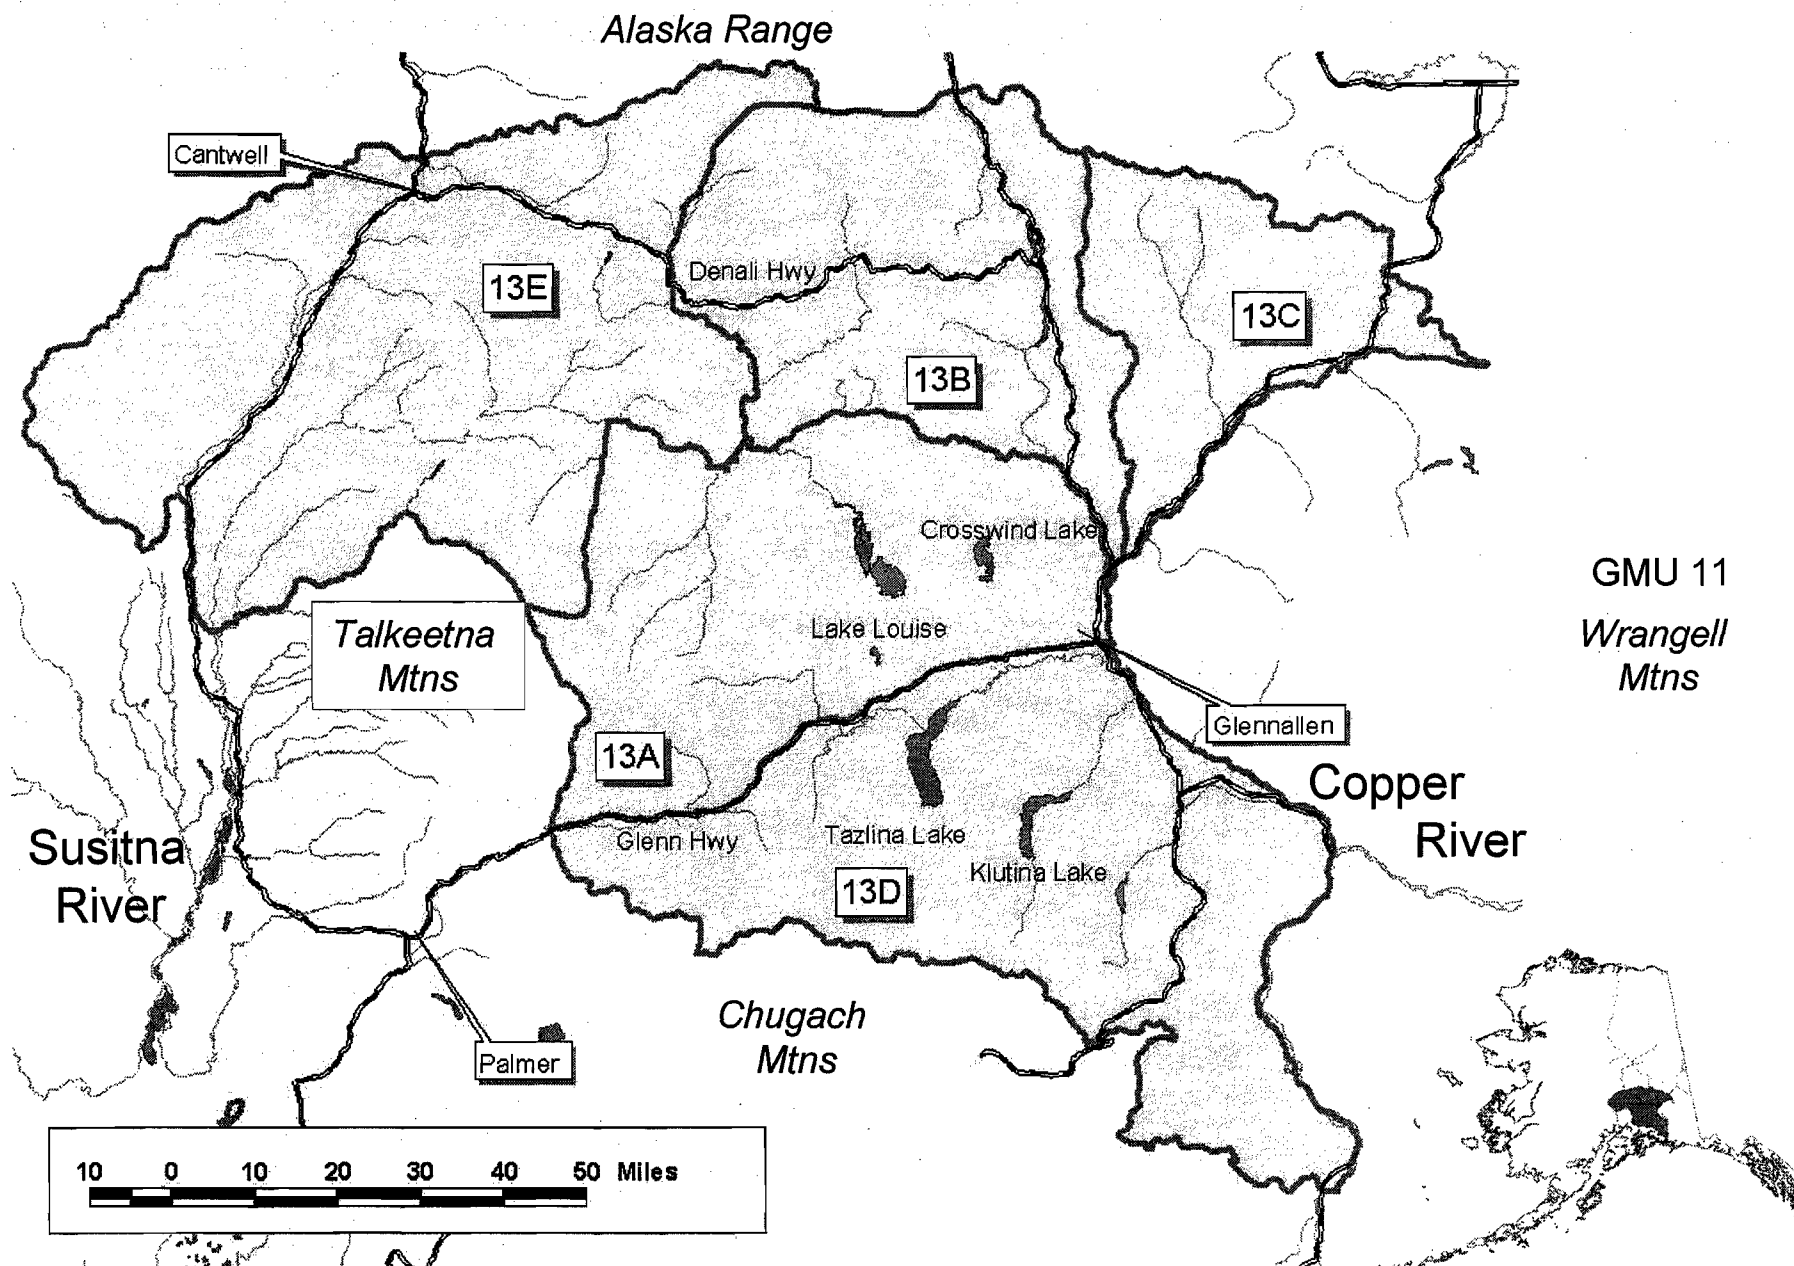 Alaska Range
Cantwell
Denali Hwy
13E
13C
13B
Crosswind Lake
GMU 11
Wrangell
Mtns
Talkeetna
Mtns
Lake Louise
Glennallen
13A
Copper
River
Susitna
River
Glenn Hwy
Tazlina Lake
Klutina Lake
13D
Chugach
Mtns
Palmer
10 0 10 20 30 40 50 Miles